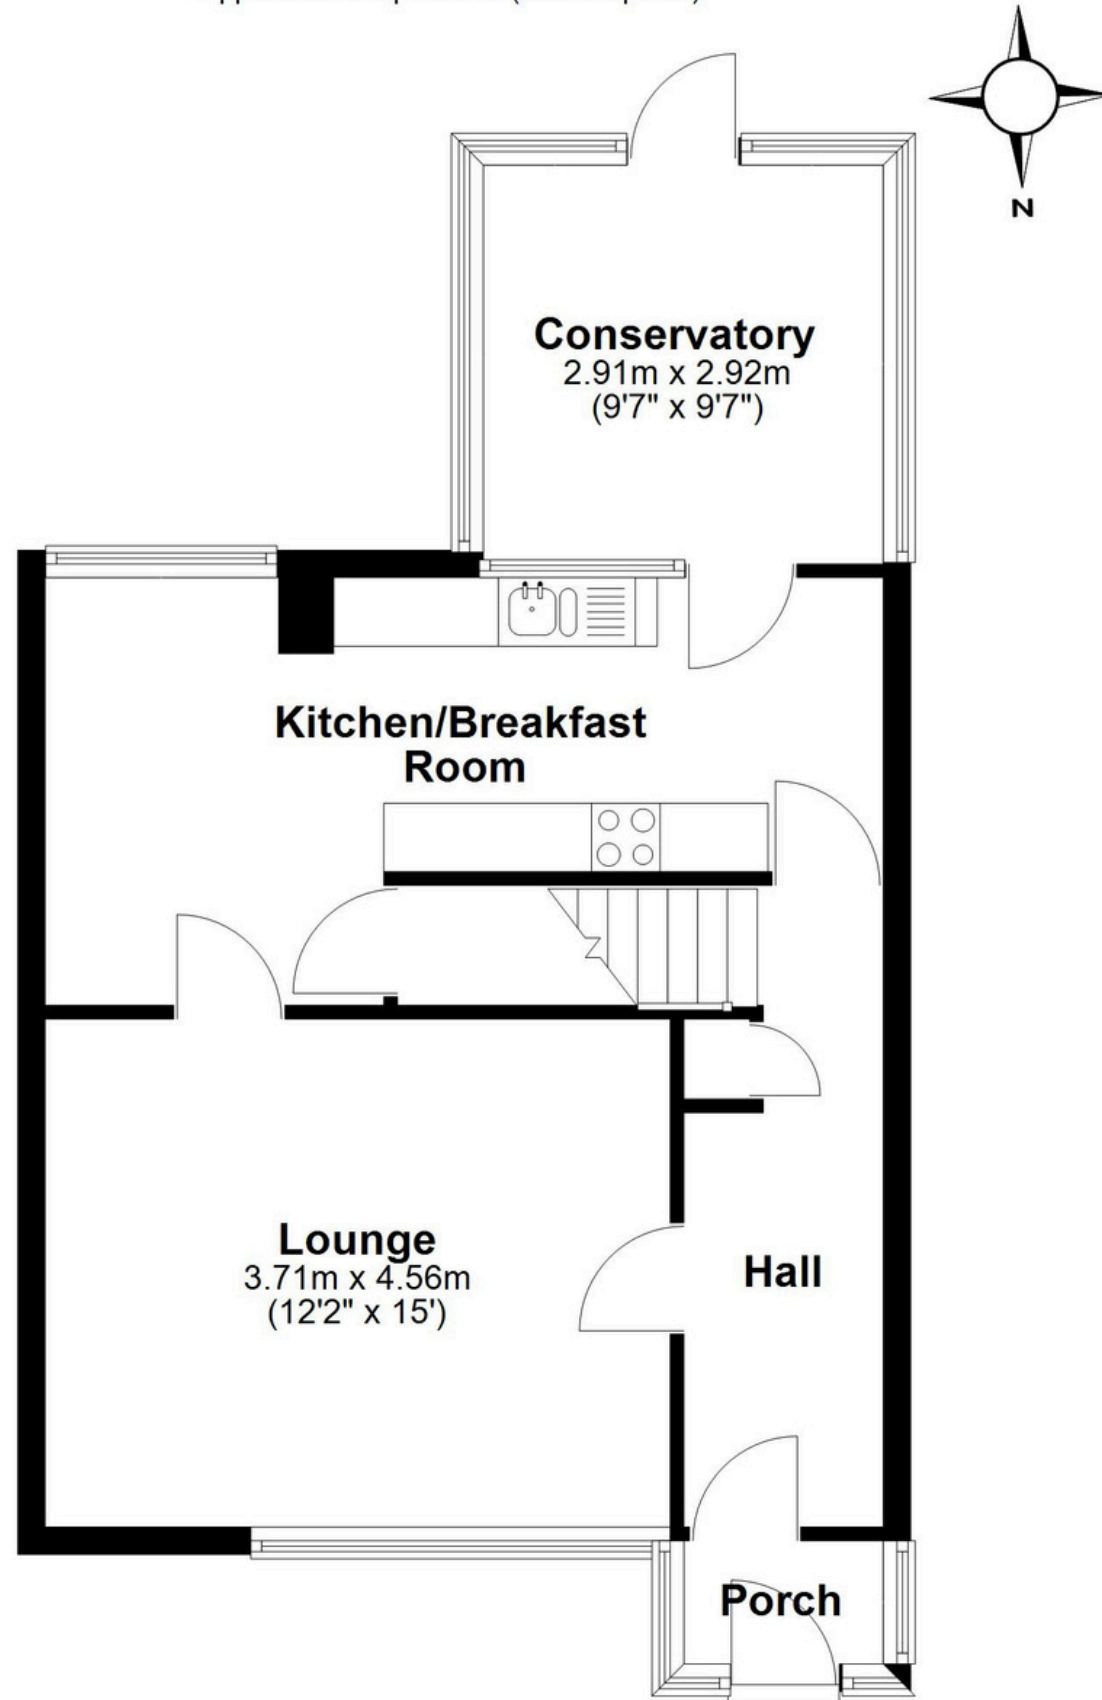 N
Conservatory
2.91m x 2.92m
(9'7" x 9'7")
Kitchen/Breakfast
Room
Lounge
3.71m x 4.56m
(12'2" x 15')
Hall
Porch